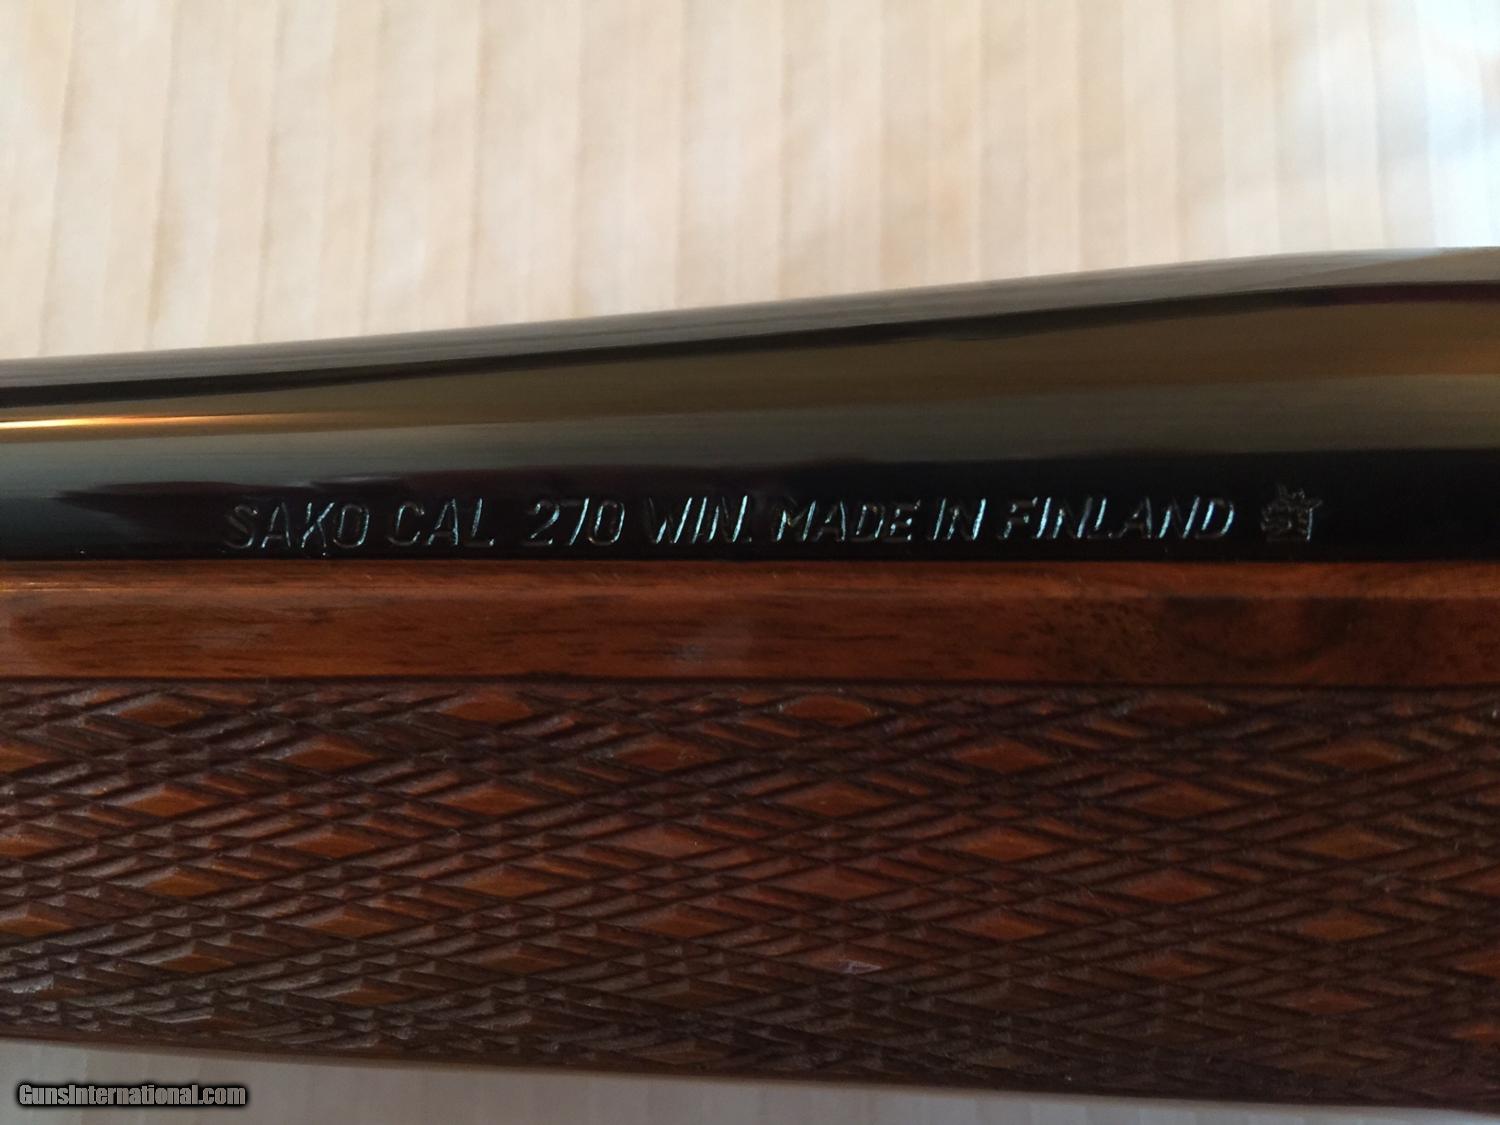 SAKO CAL 270 WIN. MADE IN FINLAND
GunsInternational.com